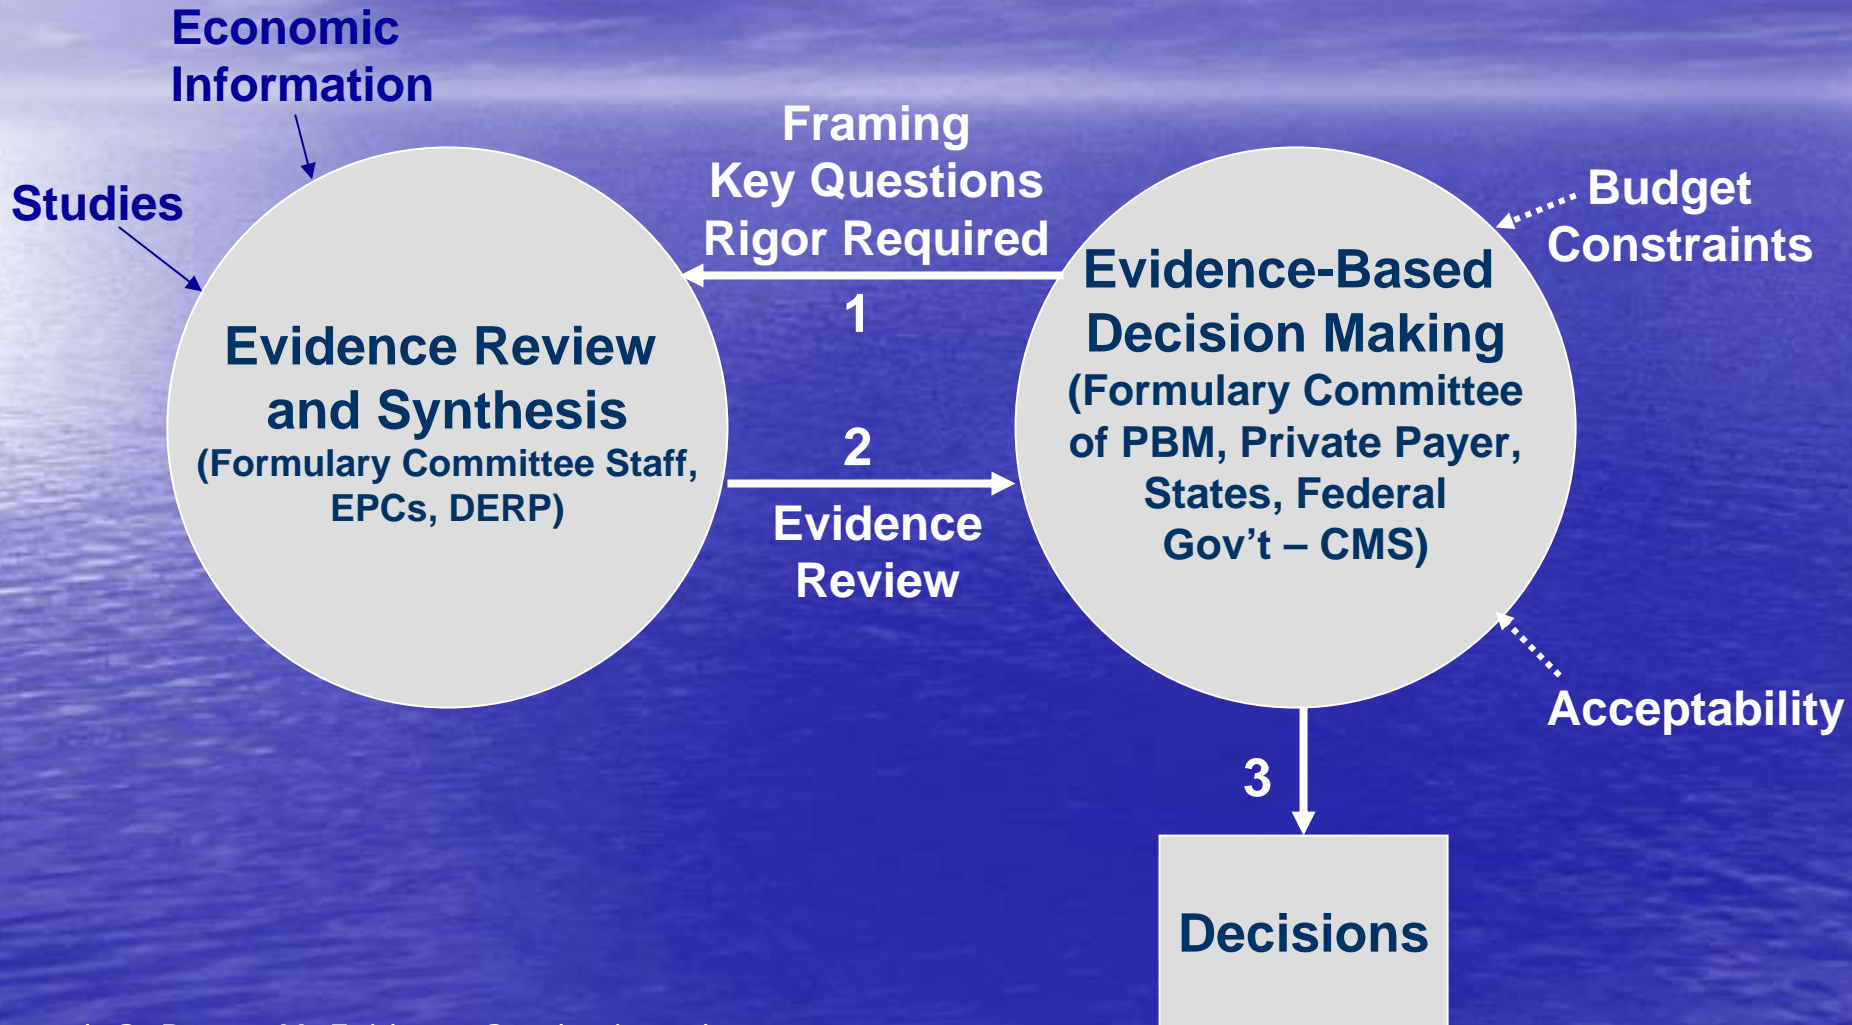 Economic
Information
Studies
Framing
Key Questions
Rigor Required
1
2
Evidence
Review
Evidence Review
and Synthesis
(Formulary Committee Staff,
EPCs, DERP)
Evidence-Based
Decision Making
(Formulary Committee
of PBM, Private Payer,
States, Federal
Gov’t – CMS)
Budget
Constraints
Acceptability
3
Decisions